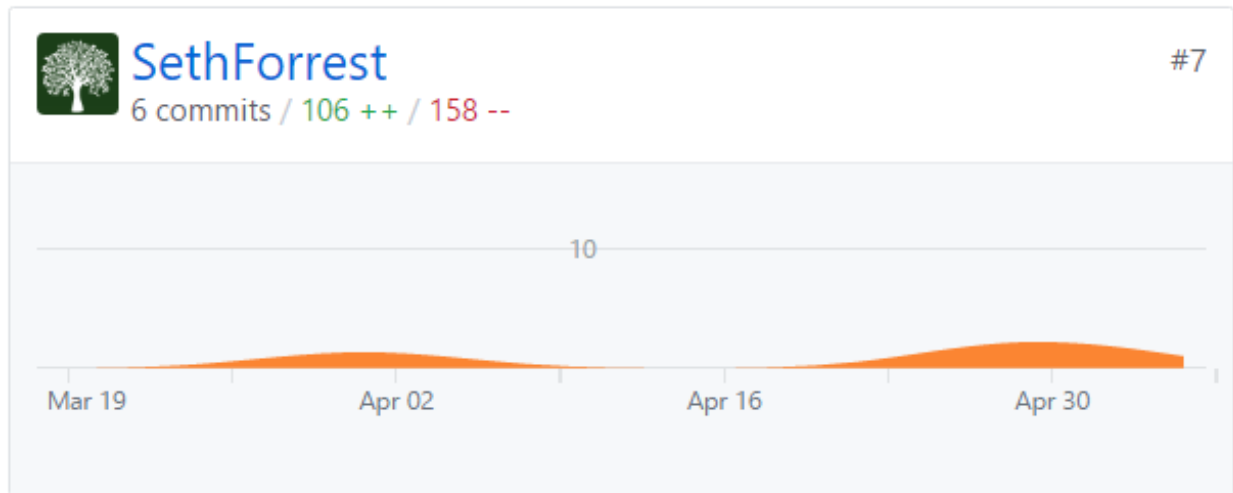 SethForrest #7
6 commits / 106 ++ / 158 --
10
Mar 19 Apr 02 Apr 16 Apr 30